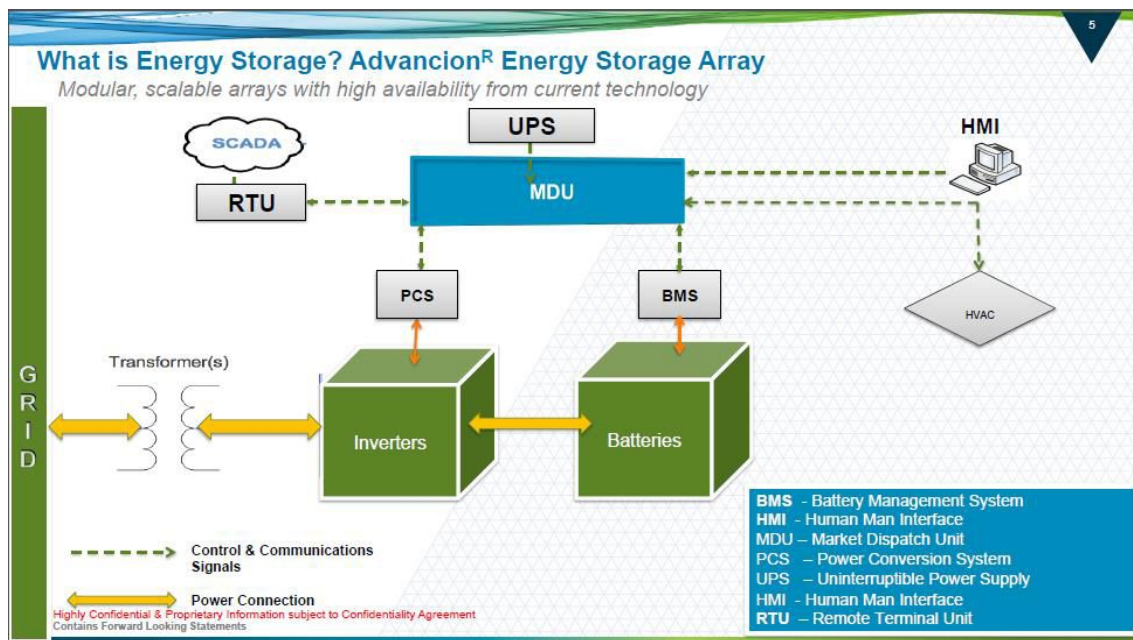 5
What is Energy Storage? Advancion^R Energy Storage Array
Modular, scalable arrays with high availability from current technology
SCADA
UPS
HMI
RTU
MDU
PCS
BMS
HVAC
Transformer(s)
GRID
Inverters
Batteries
Control & Communications
Signals
Power Connection
Highly Confidential & Proprietary Information subject to Confidentiality Agreement
Contains Forward Looking Statements
BMS - Battery Management System
HMI - Human Man Interface
MDU – Market Dispatch Unit
PCS – Power Conversion System
UPS – Uninterruptible Power Supply
HMI - Human Man Interface
RTU – Remote Terminal Unit